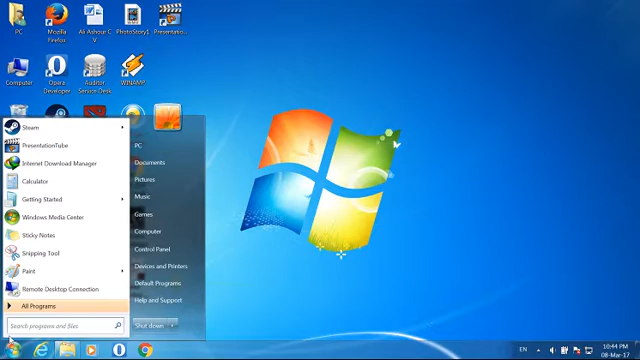 PC
Mozilla Firefox
Ali Ashour C V
PhotoStory1
Presentatio...
Computer
Opera Developer
Auditor Service Desk
WINAMP
Steam
PresentationTube
Internet Download Manager
Calculator
Getting Started
Windows Media Center
Sticky Notes
Snipping Tool
Paint
Remote Desktop Connection
All Programs
Search programs and files
PC
Documents
Pictures
Music
Games
Computer
Control Panel
Devices and Printers
Default Programs
Help and Support
Shut down
EN
10:44 PM
08-Mar-17